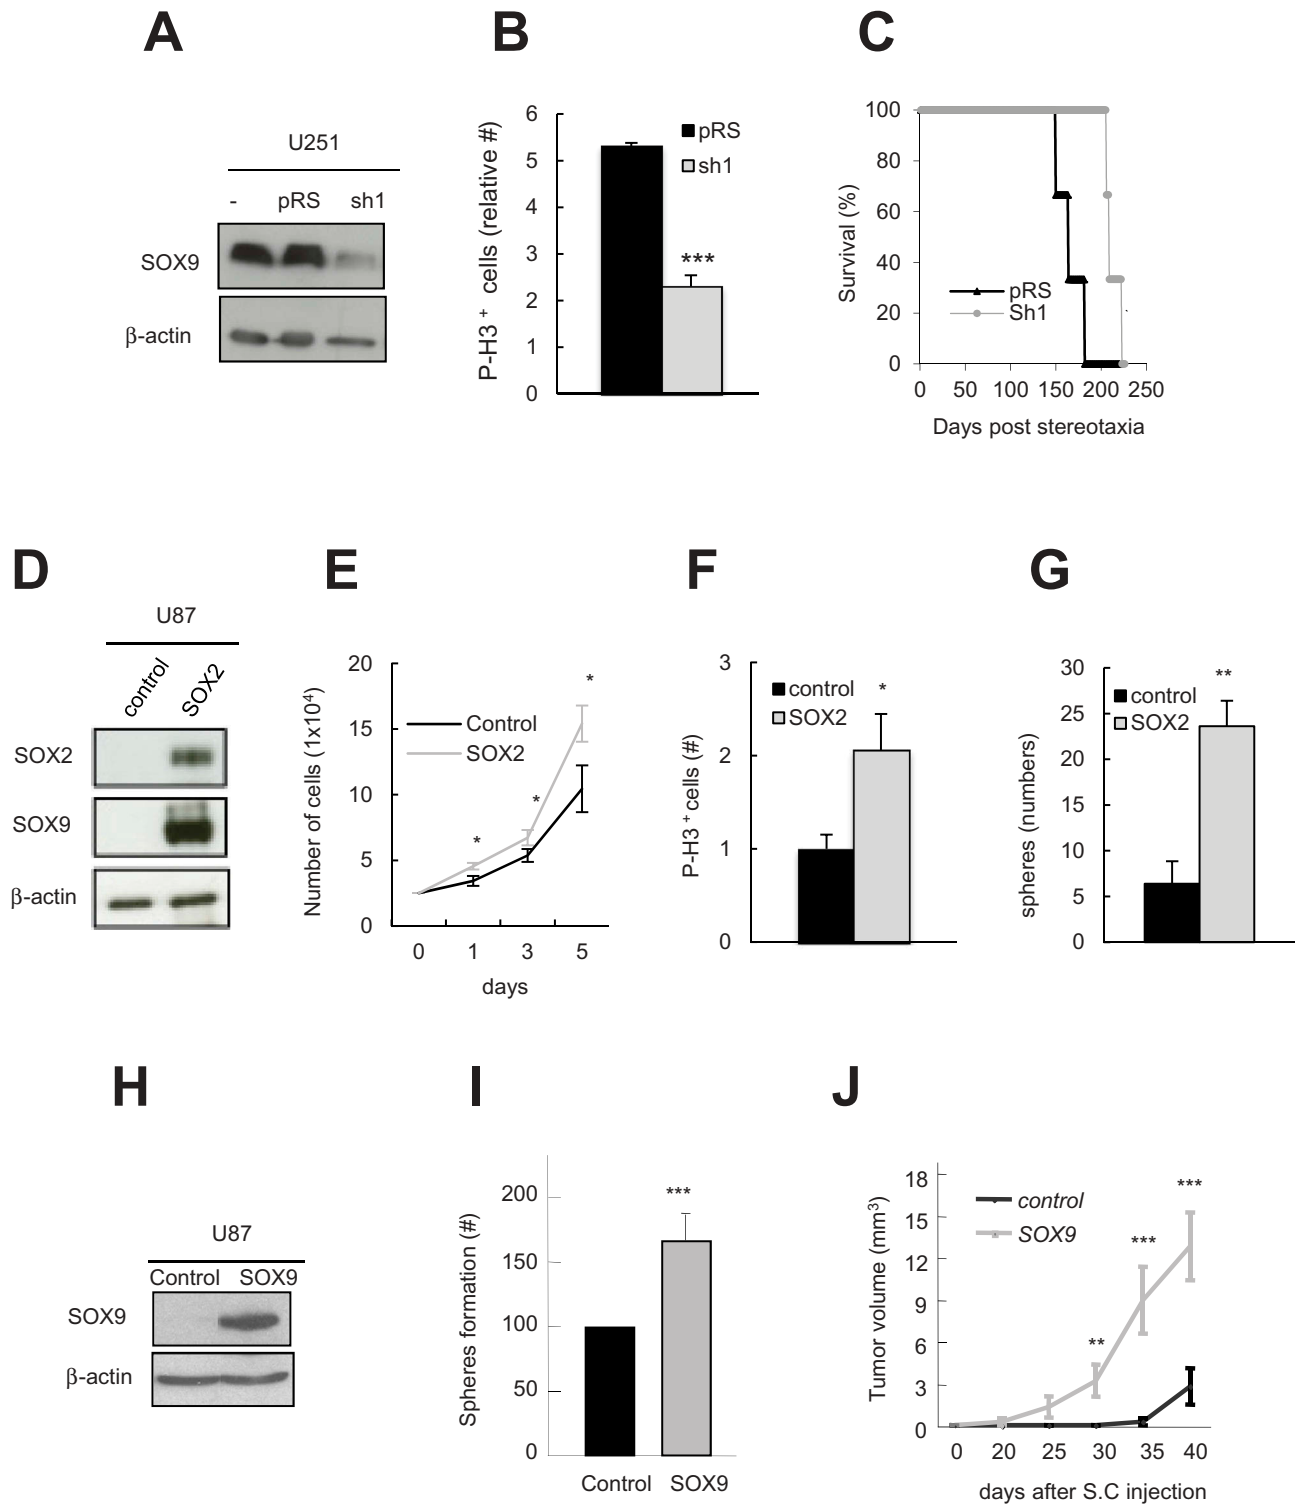 A
U251
- pRS sh1
SOX9
β-actin
B
P-H3 + cells (relative #)
6
5
4
3
2
1
0
pRS
sh1
***
C
Survival (%)
100
80
60
40
20
0
pRS
Sh1
0 50 100 150 200 250
Days post stereotaxia
D
U87
control SOX2
SOX2
SOX9
β-actin
E
Number of cells (1x10⁴)
20
15
10
5
0
Control
SOX2
*
*
*
0 1 3 5
days
F
P-H3 + cells (#)
3
2
1
0
control
SOX2
*
G
spheres (numbers)
30
25
20
15
10
5
0
control
SOX2
**
H
U87
Control SOX9
SOX9
β-actin
I
Spheres formation (#)
200
150
100
50
0
***
Control SOX9
J
Tumor volume (mm³)
18
15
12
9
6
3
0
control
SOX9
**
***
***
0 20 25 30 35 40
days after S.C injection